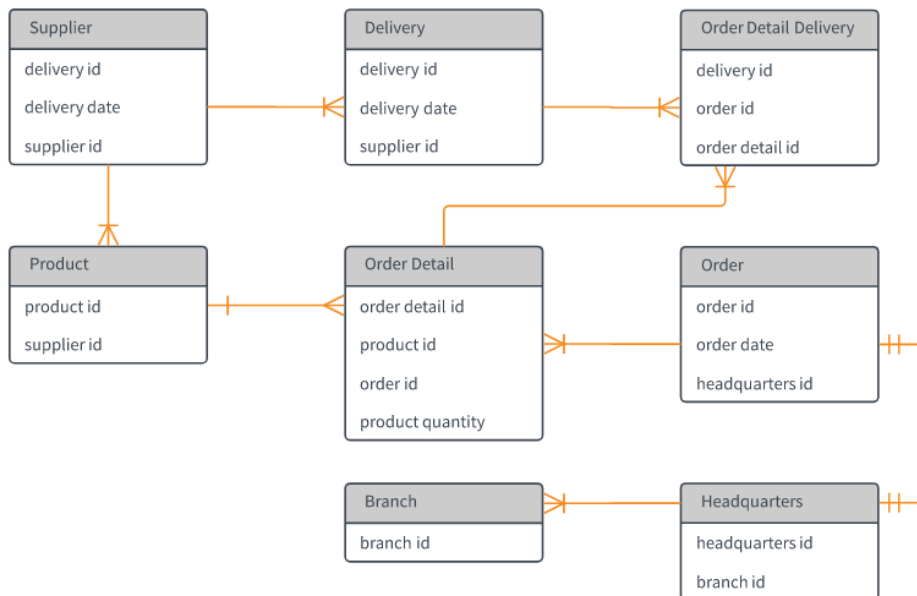 Supplier
delivery id
delivery date
supplier id
Delivery
delivery id
delivery date
supplier id
Order Detail Delivery
delivery id
order id
order detail id
Product
product id
supplier id
Order Detail
order detail id
product id
order id
product quantity
Order
order id
order date
headquarters id
Branch
branch id
Headquarters
headquarters id
branch id